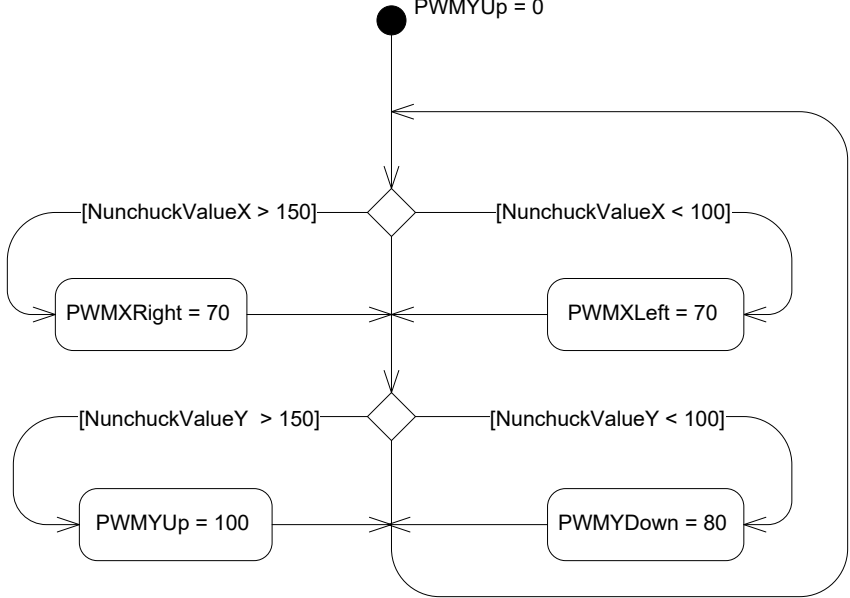 PWMYUp = 0
[NunchuckValueX > 150]
[NunchuckValueX < 100]
PWMXRight = 70
PWMXLeft = 70
[NunchuckValueY  > 150]
[NunchuckValueY < 100]
PWMYUp = 100
PWMYDown = 80